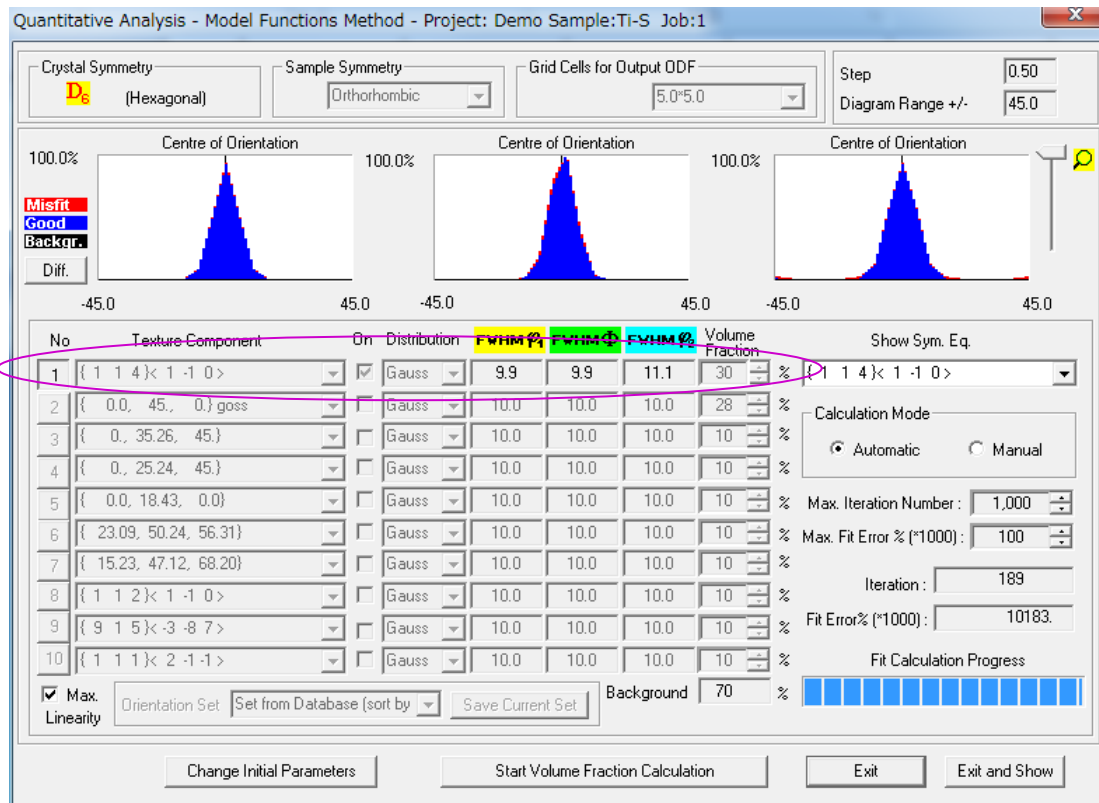 Quantitative Analysis - Model Functions Method - Project: Demo Sample:Ti-S Job:1
Crystal Symmetry
D6 (Hexagonal)
Sample Symmetry
Orthorhombic
Grid Cells for Output ODF
5.0*5.0
Step 0.50
Diagram Range +/- 45.0
Centre of Orientation Centre of Orientation Centre of Orientation
100.0% 100.0% 100.0%
Misfit
Good
Backgr.
Diff.
-45.0 45.0 -45.0 45.0 -45.0 45.0
No Texture Component On Distribution FWHM φ1 FWHM Φ FWHM φ2 Volume Fraction Show Sym. Eq.
1 { 1 1 4}< 1 -1 0> Gauss 9.9 9.9 11.1 30 % { 1 1 4}< 1 -1 0>
2 { 0.0, 45., 0.} goss Gauss 10.0 10.0 10.0 28 %
3 { 0., 35.26, 45.} Gauss 10.0 10.0 10.0 10 %
4 { 0., 25.24, 45.} Gauss 10.0 10.0 10.0 10 %
5 { 0.0, 18.43, 0.0} Gauss 10.0 10.0 10.0 10 %
6 { 23.09, 50.24, 56.31} Gauss 10.0 10.0 10.0 10 %
7 { 15.23, 47.12, 68.20} Gauss 10.0 10.0 10.0 10 %
8 { 1 1 2}< 1 -1 0> Gauss 10.0 10.0 10.0 10 %
9 { 9 1 5}< -3 -8 7> Gauss 10.0 10.0 10.0 10 %
10 { 1 1 1}< 2 -1 -1> Gauss 10.0 10.0 10.0 10 %
Calculation Mode
Automatic Manual
Max. Iteration Number : 1,000
Max. Fit Error % (*1000) : 100
Iteration : 189
Fit Error% (*1000) : 10183.
Fit Calculation Progress
Max. Linearity
Orientation Set Set from Database (sort by Save Current Set
Background 70 %
Change Initial Parameters Start Volume Fraction Calculation Exit Exit and Show